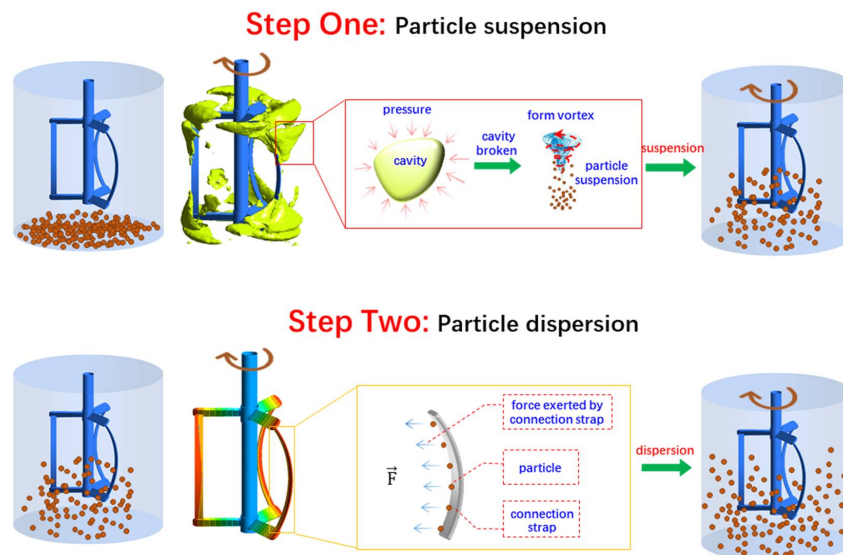 Step One: Particle suspension
pressure
cavity
cavity
broken
form vortex
particle
suspension
suspension
Step Two: Particle dispersion
force exerted by
connection strap
F
particle
connection
strap
dispersion